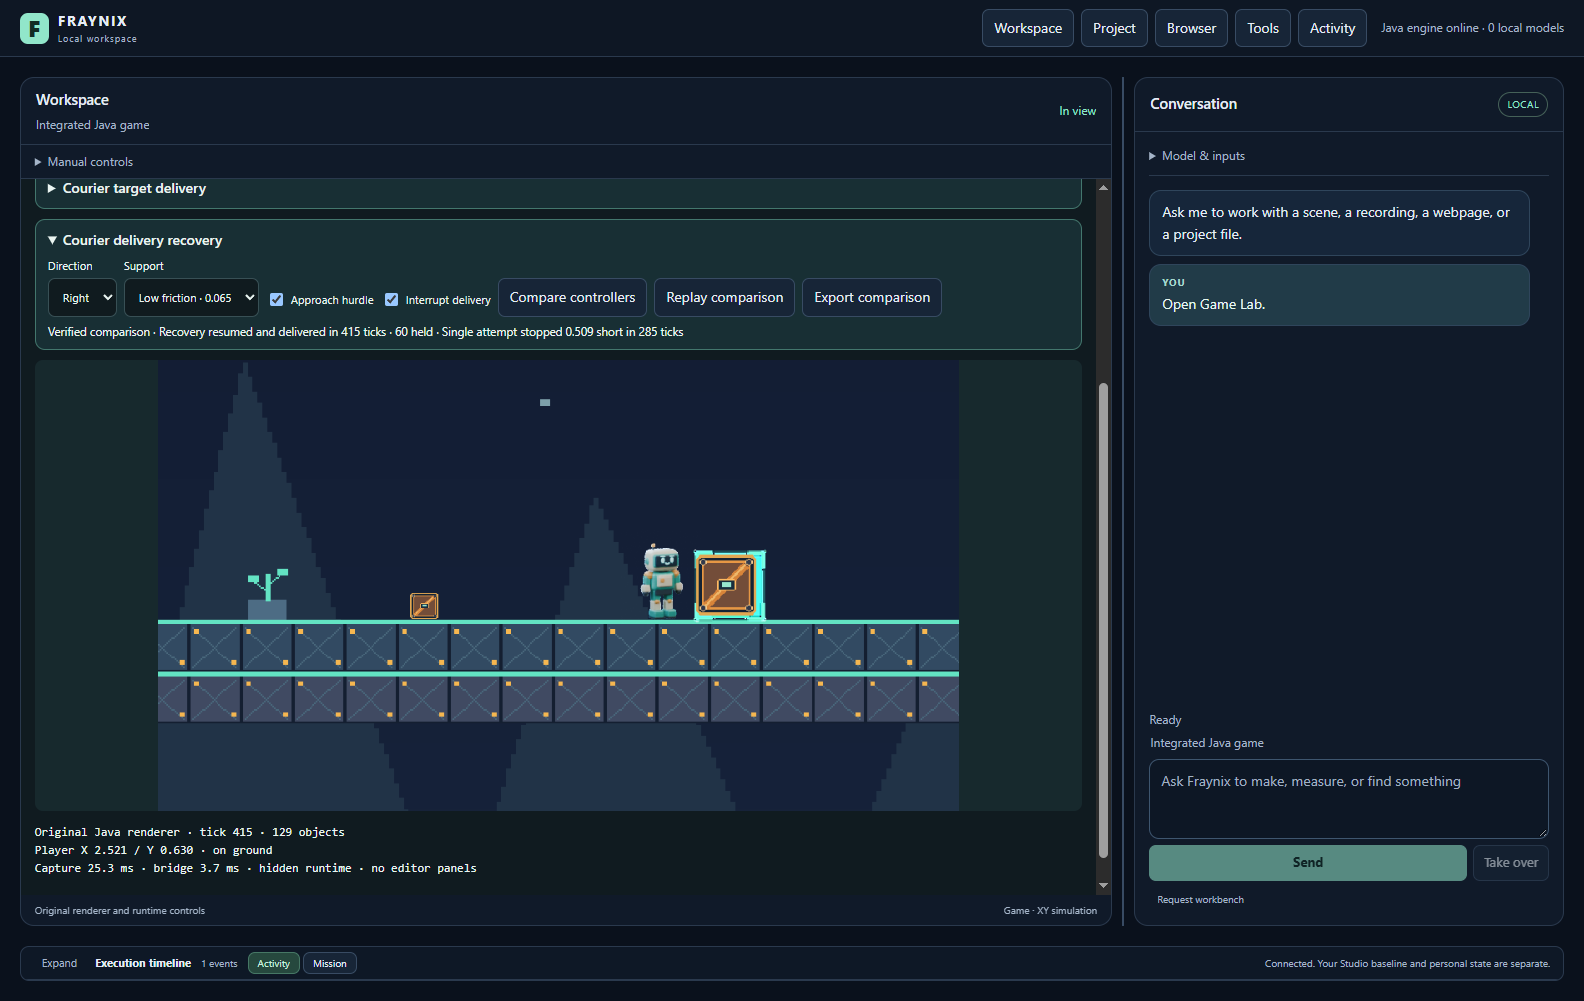 F FRAYNIX
Local workspace
Workspace Project Browser Tools Activity Java engine online · 0 local models
Workspace
Integrated Java game
In view
Manual controls
Courier target delivery
Courier delivery recovery
Direction Support
Right Low friction · 0.065 Approach hurdle Interrupt delivery Compare controllers Replay comparison Export comparison
Verified comparison · Recovery resumed and delivered in 415 ticks · 60 held · Single attempt stopped 0.509 short in 285 ticks
Original Java renderer · tick 415 · 129 objects
Player X 2.521 / Y 0.630 · on ground
Capture 25.3 ms · bridge 3.7 ms · hidden runtime · no editor panels
Original renderer and runtime controls
Game · XY simulation
Conversation
LOCAL
Model & inputs
Ask me to work with a scene, a recording, a webpage, or
a project file.
YOU
Open Game Lab.
Ready
Integrated Java game
Ask Fraynix to make, measure, or find something
Send Take over
Request workbench
Expand Execution timeline 1 events Activity Mission
Connected. Your Studio baseline and personal state are separate.